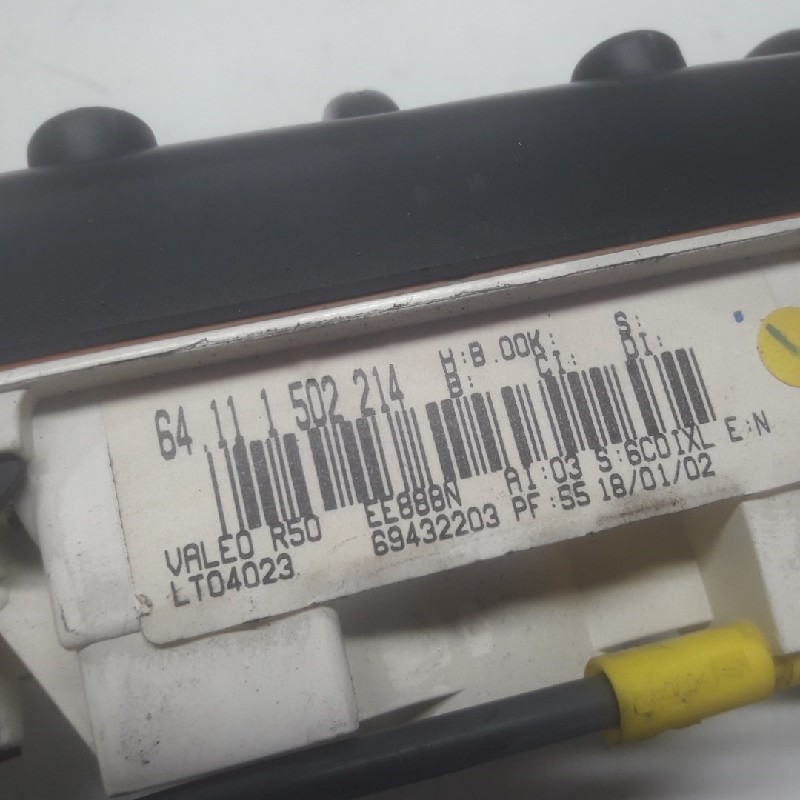 64.11 1 502 214 H:B.00K: S:
B: CI: DI:
VALEO R50 EE888N AI:03 S:6CDIXL E:N
LT04023 69432203 PF:55 18/01/02